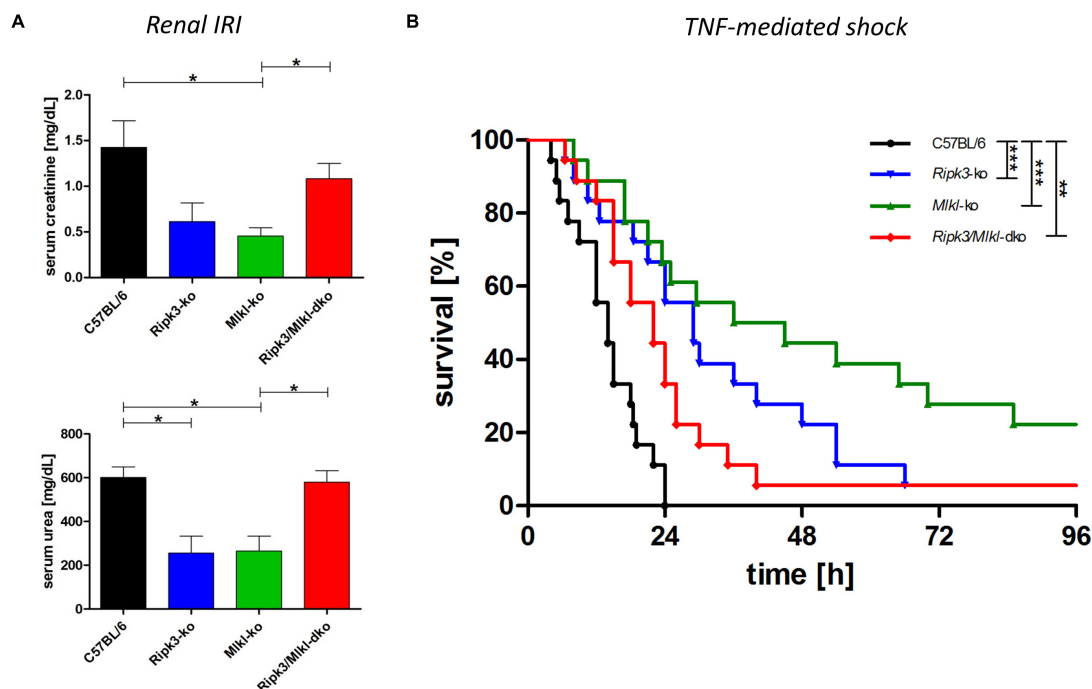 A
Renal IRI
*
*
serum creatinine [mg/dL]
2.0
1.5
1.0
0.5
0.0
C57BL/6
Ripk3-ko
Mlkl-ko
Ripk3/Mlkl-dko
*
*
*
serum urea [mg/dL]
800
600
400
200
0
C57BL/6
Ripk3-ko
Mlkl-ko
Ripk3/Mlkl-dko
B
TNF-mediated shock
survival [%]
100
80
60
40
20
0
0 24 48 72 96
time [h]
C57BL/6
Ripk3-ko
Mlkl-ko
Ripk3/Mlkl-dko
***
***
**